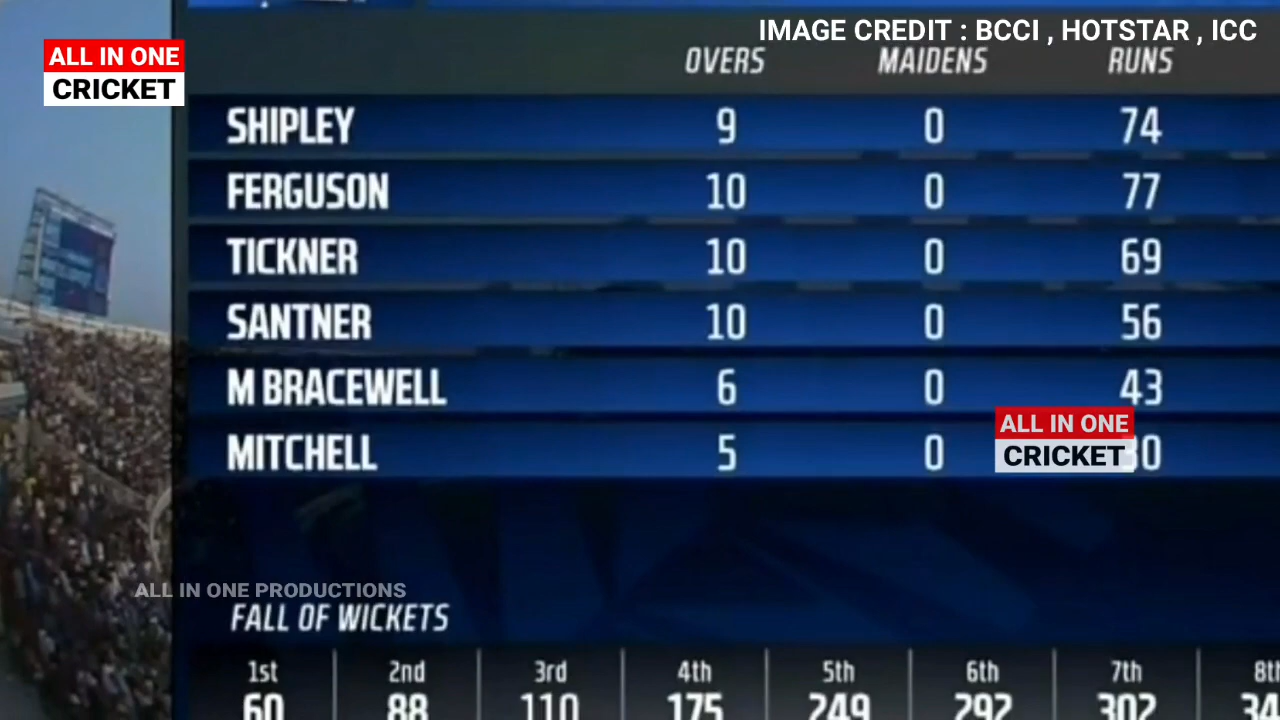 IMAGE CREDIT : BCCI , HOTSTAR , ICC
ALL IN ONE
CRICKET
OVERS MAIDENS RUNS
SHIPLEY 9 0 74
FERGUSON 10 0 77
TICKNER 10 0 69
SANTNER 10 0 56
M BRACEWELL 6 0 43
MITCHELL 5 0 30
ALL IN ONE
CRICKET
ALL IN ONE PRODUCTIONS
FALL OF WICKETS
1st 2nd 3rd 4th 5th 6th 7th
60 88 110 175 249 292 302